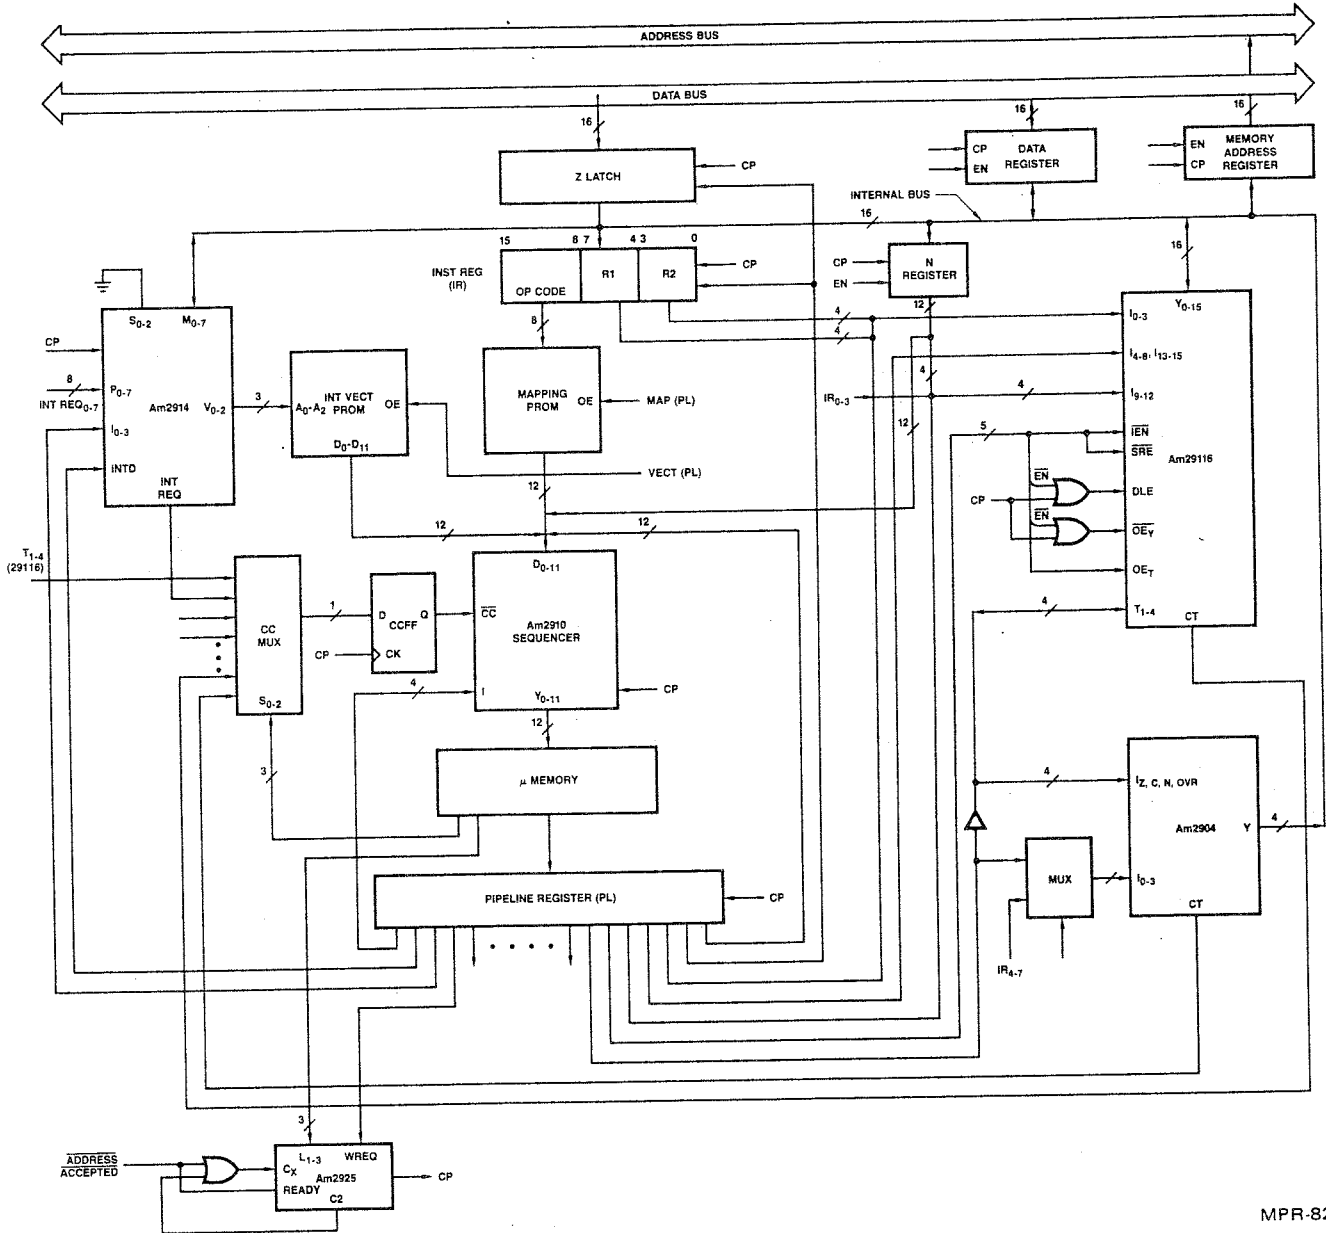 ADDRESS BUS
DATA BUS
16
16
16
Z LATCH
CP
CP
EN
DATA
REGISTER
EN
CP
MEMORY
ADDRESS
REGISTER
INTERNAL BUS
16
15
8 7
4 3
0
INST REG
(IR)
OP CODE
R1
R2
CP
CP
EN
N
REGISTER
12
16
8
4
4
S0-2
M0-7
CP
8
P0-7
INT REQ0-7
Am2914
V0-2
I0-3
INTD
INT
REQ
3
INT VECT
PROM
A0-A2
OE
D0-D11
MAPPING
PROM
OE
MAP (PL)
VECT (PL)
12
12
12
12
4
IR0-3
4
5
Y0-15
I0-3
I4-8, I13-15
I9-12
IEN
SRE
Am29116
EN
DLE
CP
EN
OEY
OET
4
T1-4
CT
T1-4
(29116)
CC
MUX
S0-2
1
D
Q
CCFF
CP
CK
D0-11
CC
Am2910
SEQUENCER
4
I
Y0-11
CP
12
3
μ MEMORY
PIPELINE REGISTER (PL)
CP
4
IZ, C, N, OVR
Am2904
Y
4
MUX
I0-3
CT
IR4-7
3
ADDRESS
ACCEPTED
L1-3
WREQ
CX
Am2925
READY
C2
CP
MPR-82